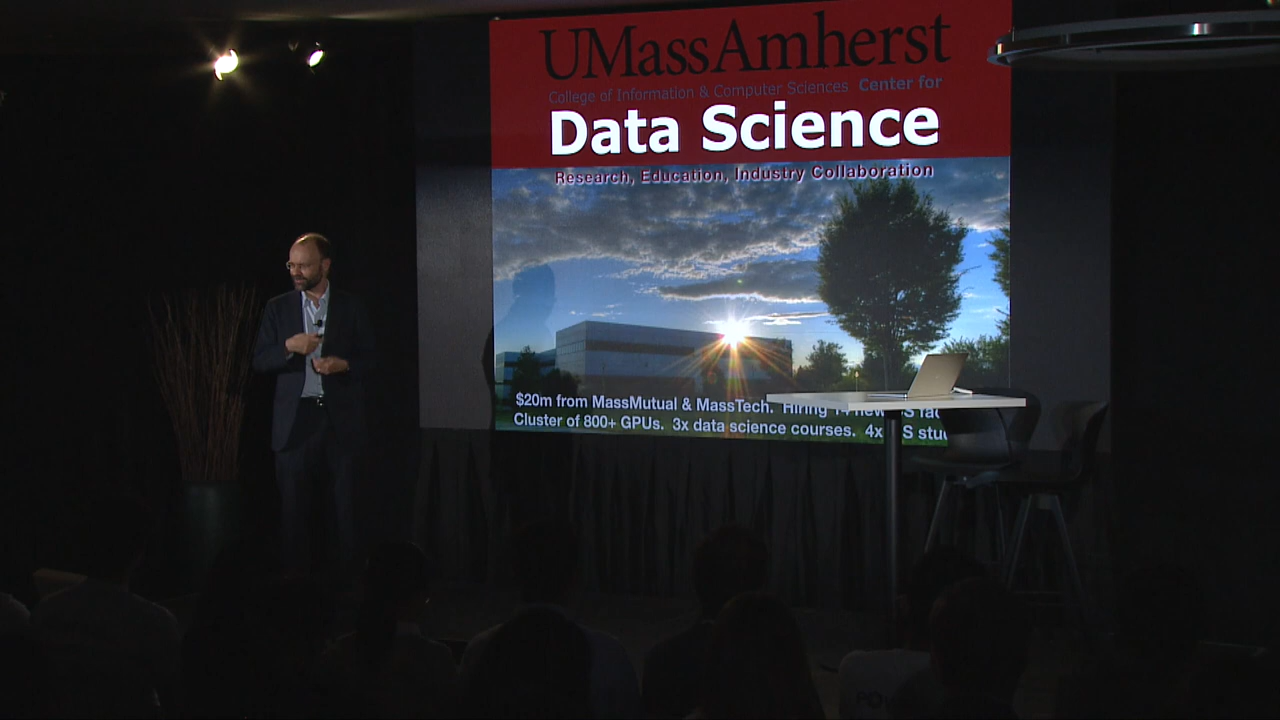 UMassAmherst
College of Information & Computer Sciences Center for
Data Science
Research, Education, Industry Collaboration
$20m from MassMutual & MassTech. Hiring
Cluster of 800+ GPUs. 3x data science courses. 4x